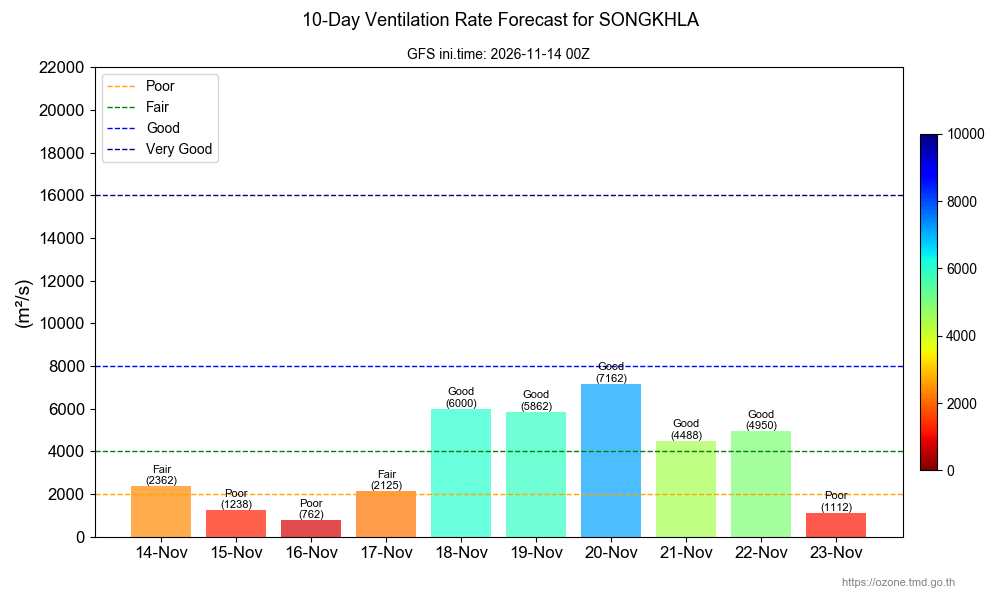 10-Day Ventilation Rate Forecast for SONGKHLA
GFS ini.time: 2026-11-14 00Z
Poor
Fair
Good
Very Good
(m²/s)
22000
20000
18000
16000
14000
12000
10000
8000
6000
4000
2000
0
Fair
(2362)
Poor
(1238)
Poor
(762)
Fair
(2125)
Good
(6000)
Good
(5862)
Good
(7162)
Good
(4488)
Good
(4950)
Poor
(1112)
14-Nov 15-Nov 16-Nov 17-Nov 18-Nov 19-Nov 20-Nov 21-Nov 22-Nov 23-Nov
10000
8000
6000
4000
2000
0
https://ozone.tmd.go.th